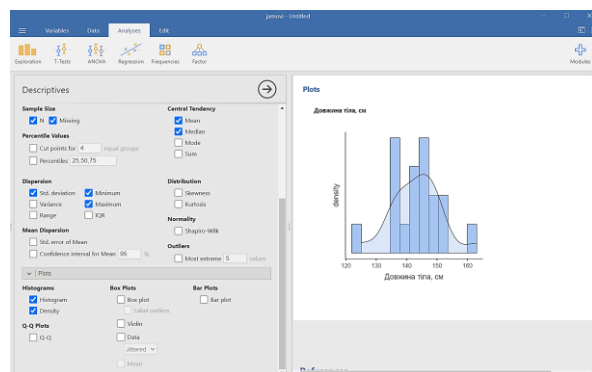 jamovi - Untitled
Variables Data Analyses Edit
Exploration T-Tests ANOVA Regression Frequencies Factor Modules
Descriptives
Sample Size
N Missing
Percentile Values
Cut points for 4 equal groups
Percentiles 25,50,75
Central Tendency
Mean
Median
Mode
Sum
Dispersion
Std. deviation Minimum
Variance Maximum
Range IQR
Distribution
Skewness
Kurtosis
Mean Dispersion
Std. error of Mean
Confidence interval for Mean 95 %
Normality
Shapiro-Wilk
Outliers
Most extreme 5 values
Plots
Histograms
Histogram
Density
Q-Q Plots
Q-Q
Box Plots
Box plot
Label outliers
Violin
Data
Jittered
Mean
Bar Plots
Bar plot
Plots
Довжина тіла, см
density
120 130 140 150 160
Довжина тіла, см
References